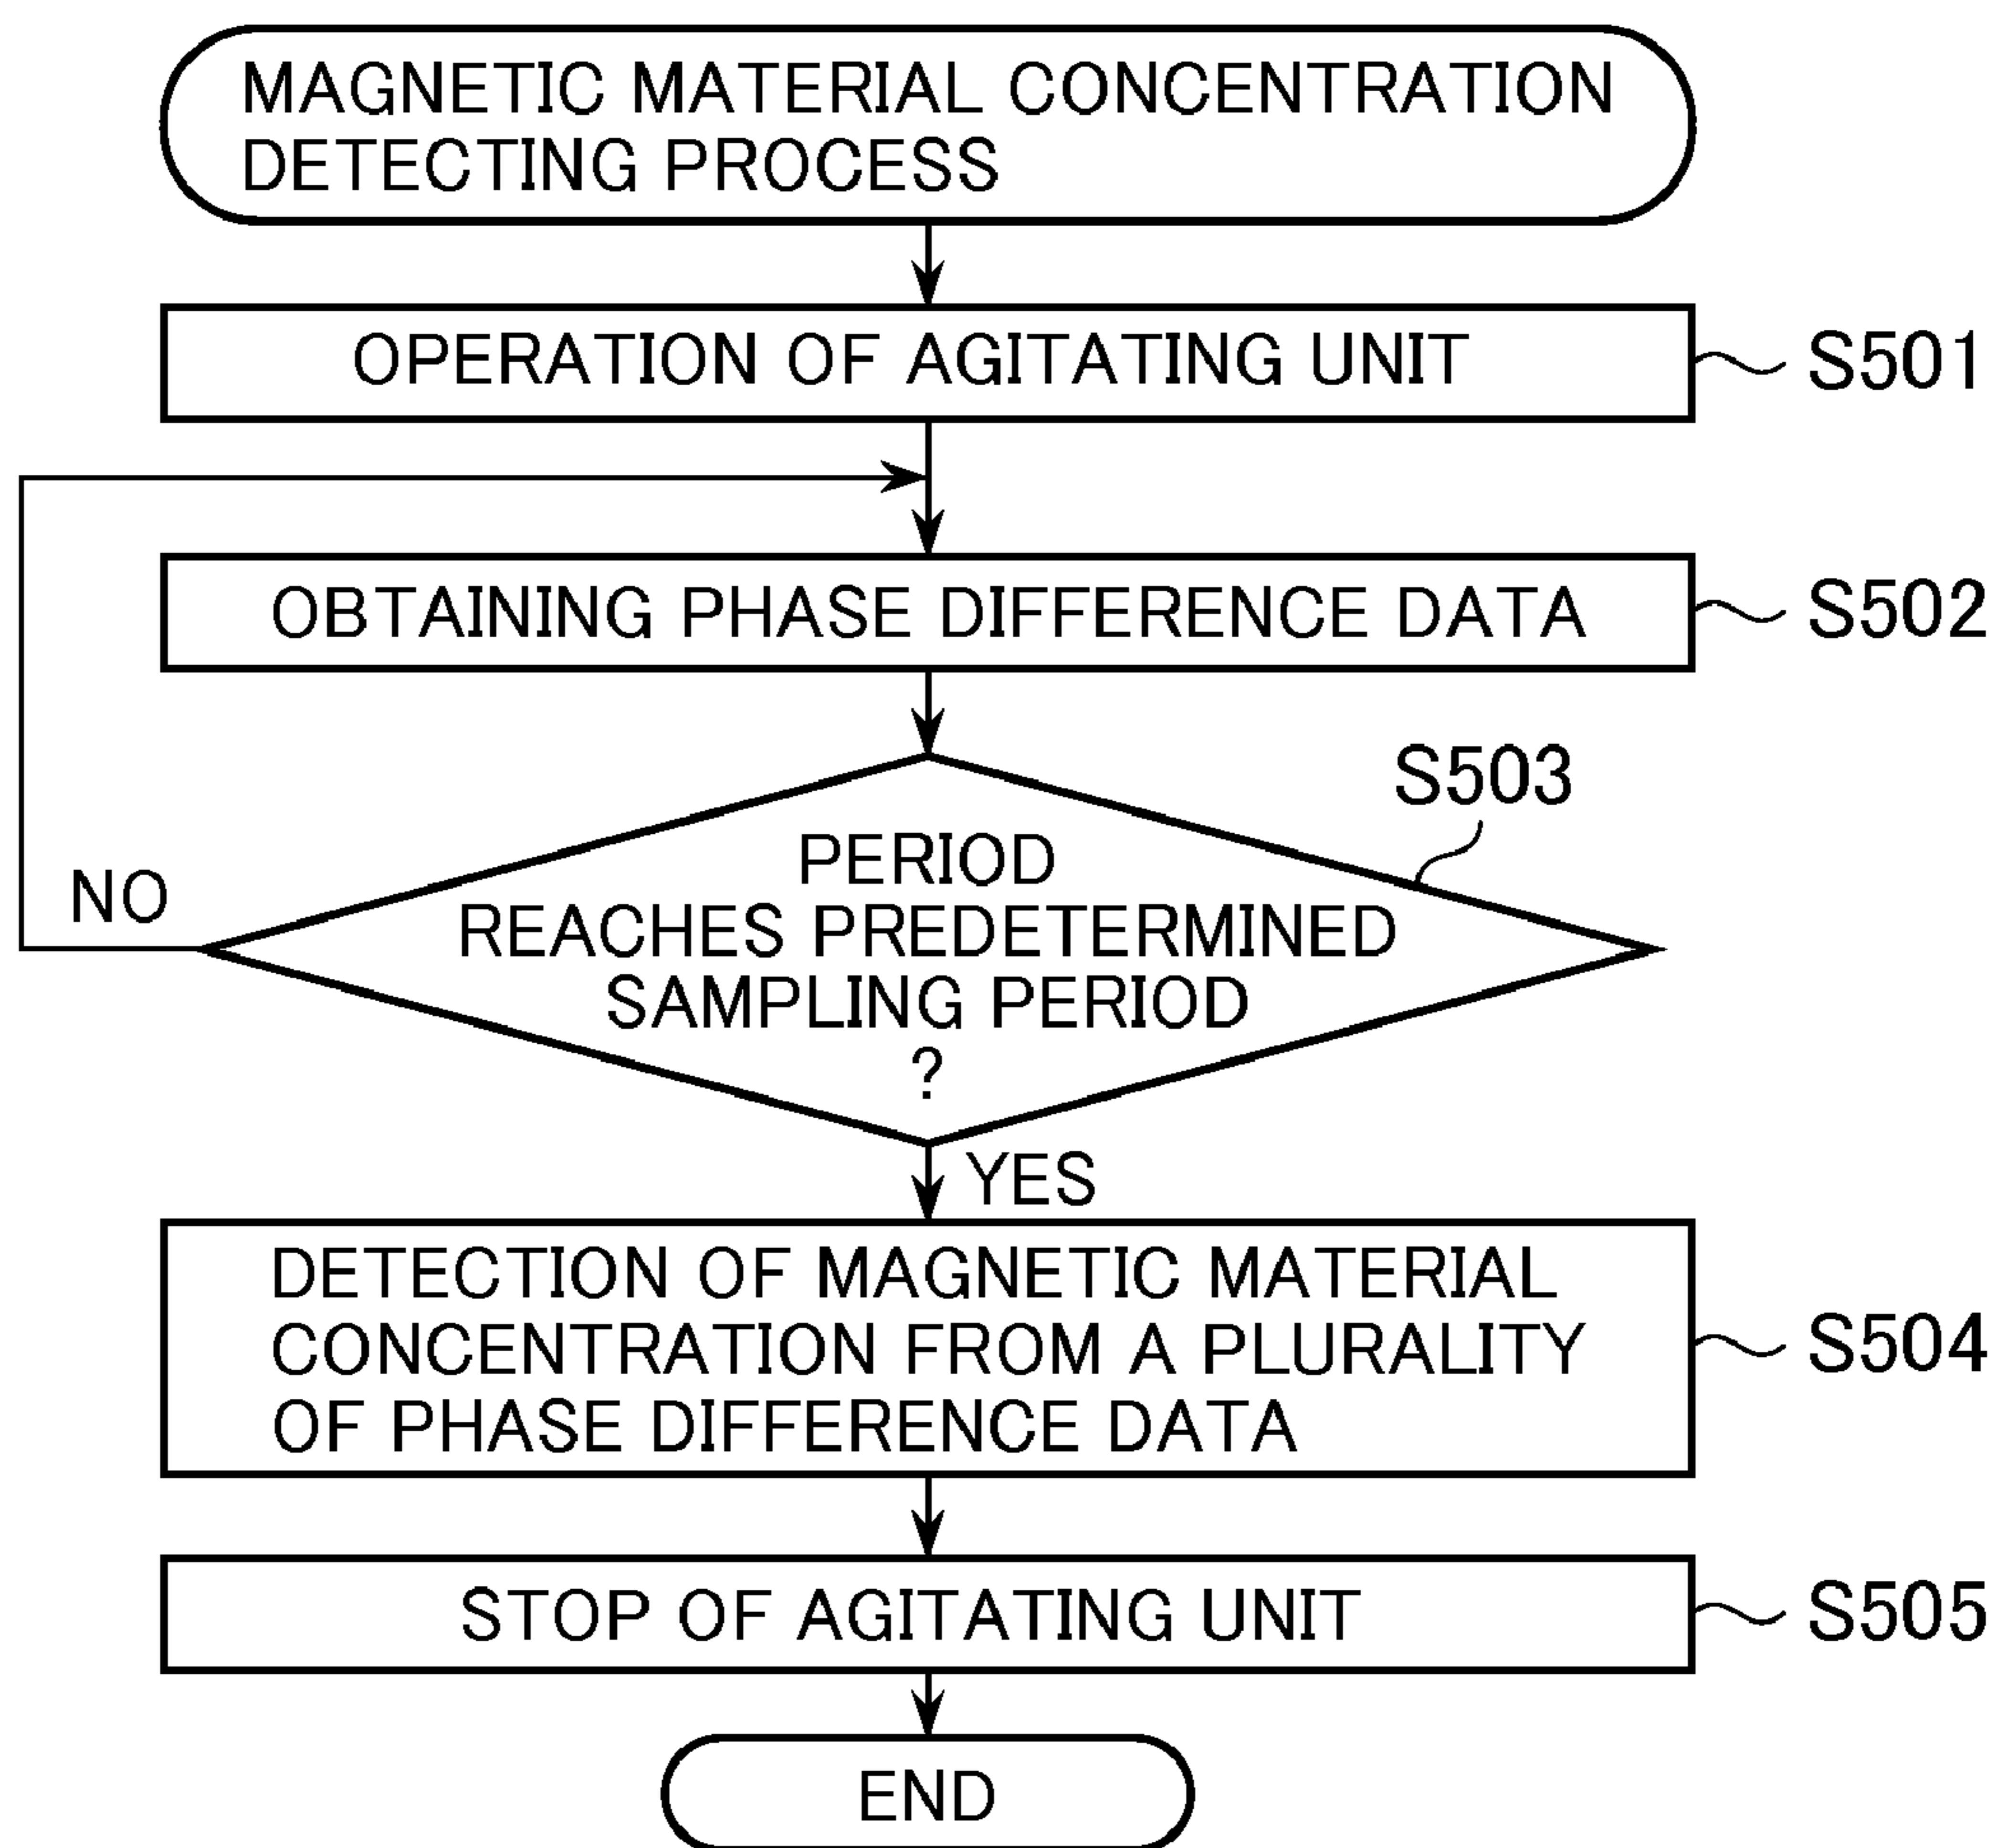 MAGNETIC MATERIAL CONCENTRATION
DETECTING PROCESS
OPERATION OF AGITATING UNIT
S501
OBTAINING PHASE DIFFERENCE DATA
S502
S503
PERIOD
REACHES PREDETERMINED
SAMPLING PERIOD
?
NO
YES
DETECTION OF MAGNETIC MATERIAL
CONCENTRATION FROM A PLURALITY
OF PHASE DIFFERENCE DATA
S504
STOP OF AGITATING UNIT
S505
END